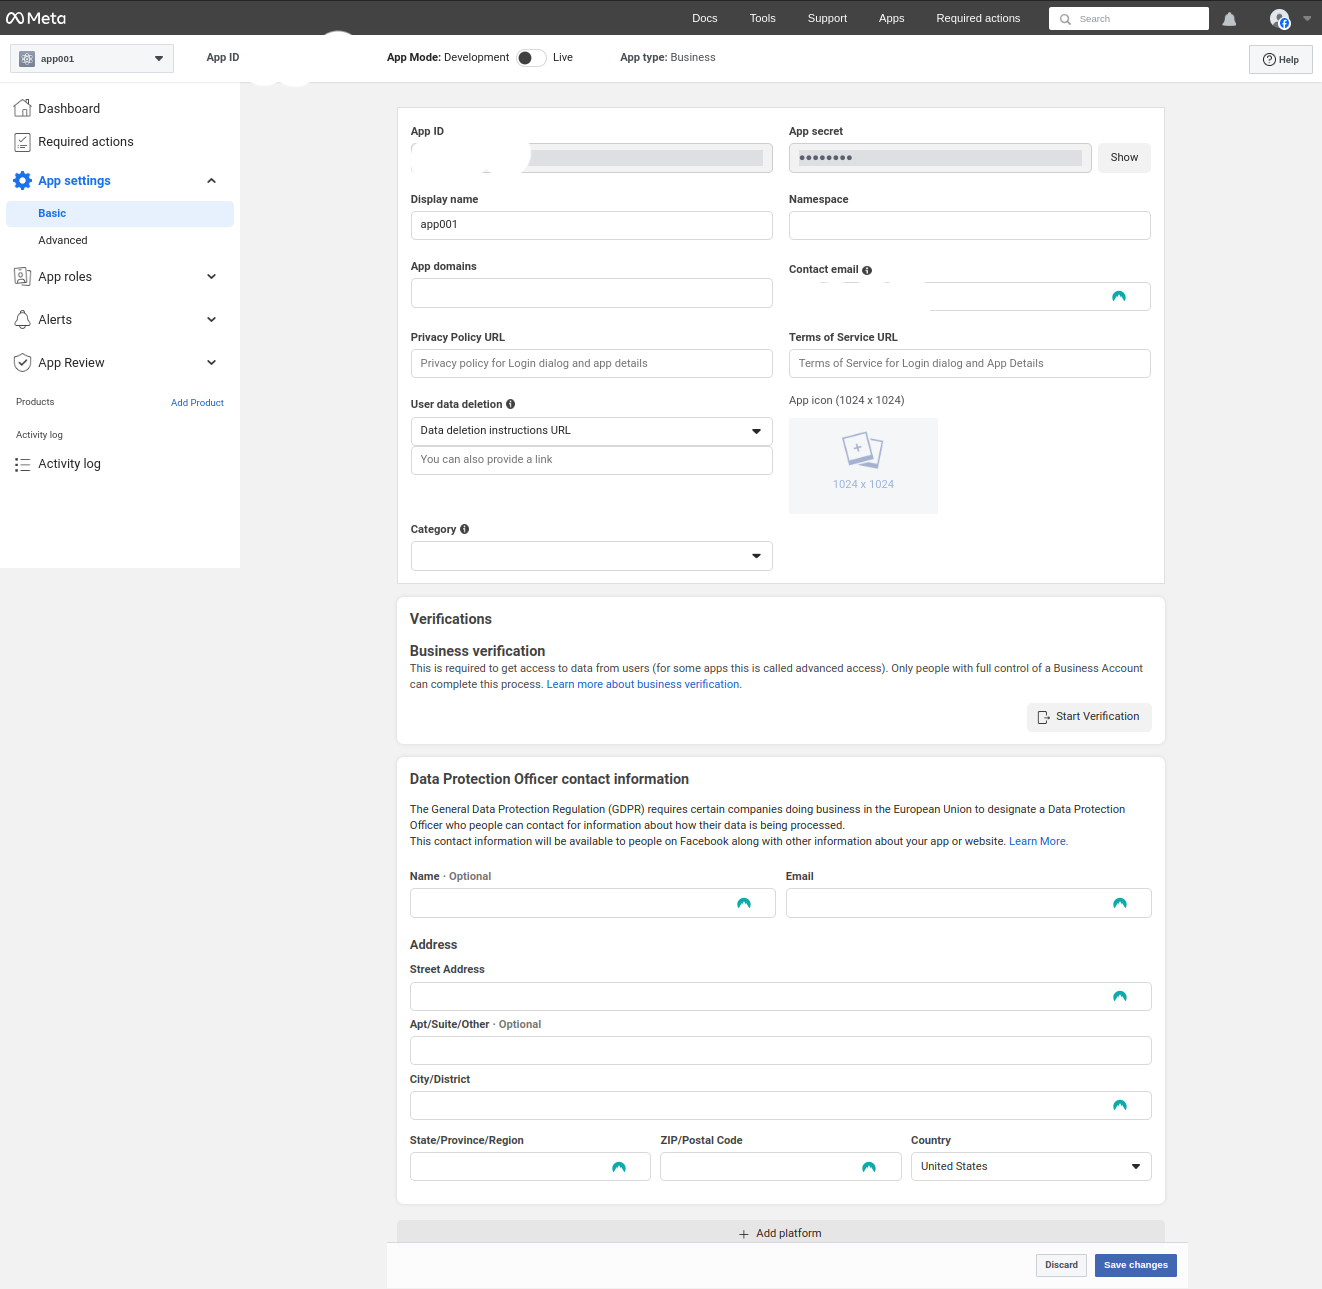 Meta
Docs
Tools
Support
Apps
Required actions
Search
app001
App ID
App Mode: Development
Live
App type: Business
Help
Dashboard
Required actions
App settings
Basic
Advanced
App roles
Alerts
App Review
Products
Add Product
Activity log
Activity log
App ID
App secret
●●●●●●●●
Show
Display name
Namespace
app001
App domains
Contact email
Privacy Policy URL
Terms of Service URL
Privacy policy for Login dialog and app details
Terms of Service for Login dialog and App Details
User data deletion
App icon (1024 x 1024)
Data deletion instructions URL
You can also provide a link
1024 x 1024
Category
Verifications
Business verification
This is required to get access to data from users (for some apps this is called advanced access). Only people with full control of a Business Account
can complete this process. Learn more about business verification.
Start Verification
Data Protection Officer contact information
The General Data Protection Regulation (GDPR) requires certain companies doing business in the European Union to designate a Data Protection
Officer who people can contact for information about how their data is being processed.
This contact information will be available to people on Facebook along with other information about your app or website. Learn More.
Name · Optional
Email
Address
Street Address
Apt/Suite/Other · Optional
City/District
State/Province/Region
ZIP/Postal Code
Country
United States
+ Add platform
Discard
Save changes